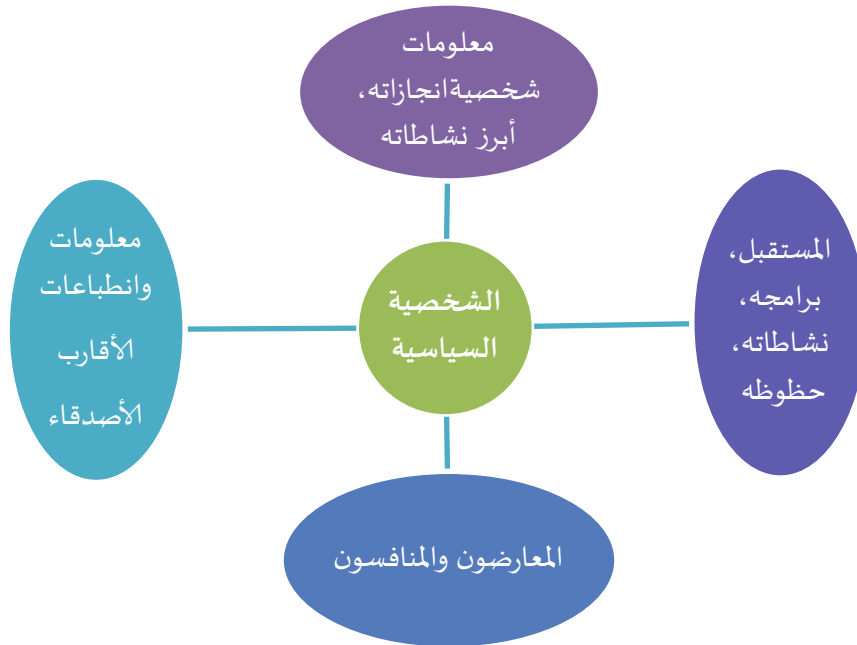 معلومات
شخصيةانجازاته،
أبرز نشاطاته
المستقبل،
برامجه،
نشاطاته،
حظوظه
الشخصية
السياسية
معلومات
وانطباعات
الأقارب
الأصدقاء
المعارضون والمنافسون